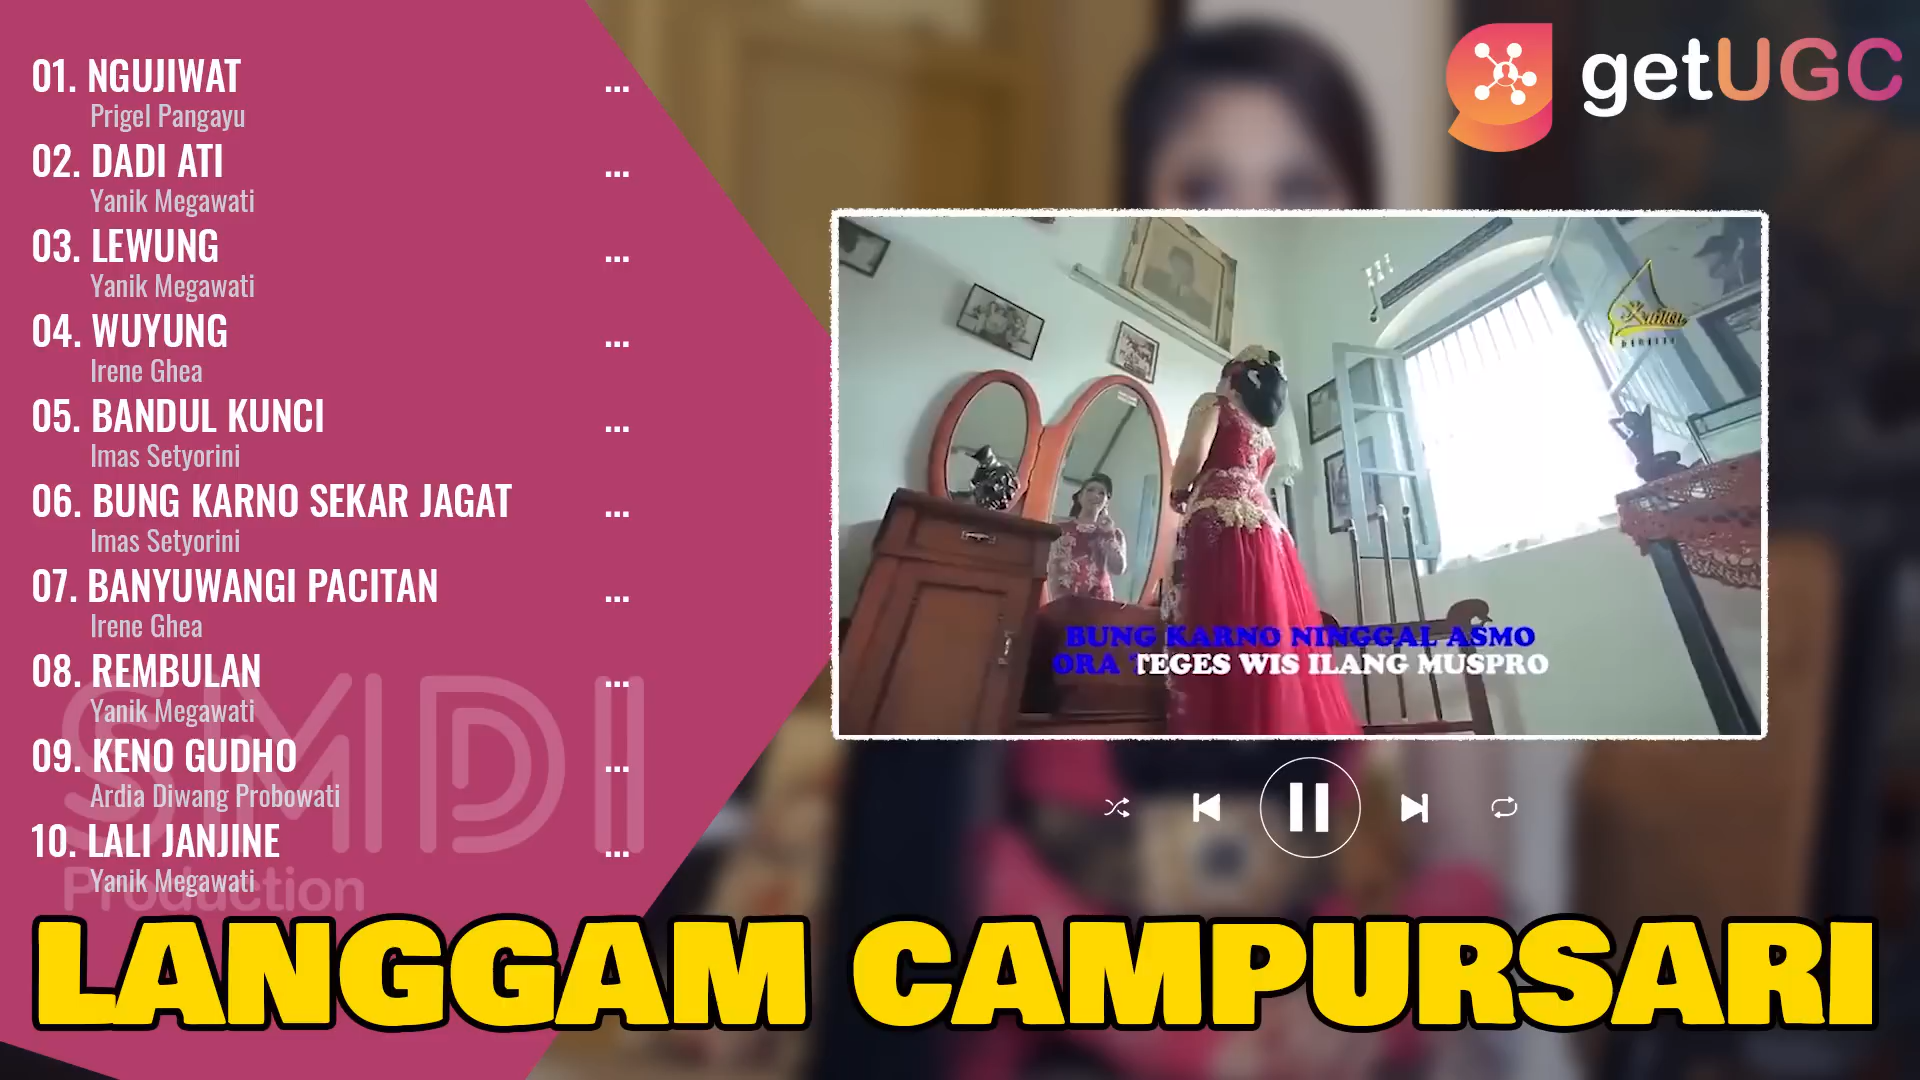 01. NGUJIWAT ...
Prigel Pangayu
02. DADI ATI ...
Yanik Megawati
03. LEWUNG ...
Yanik Megawati
04. WUYUNG ...
Irene Ghea
05. BANDUL KUNCI ...
Imas Setyorini
06. BUNG KARNO SEKAR JAGAT ...
Imas Setyorini
07. BANYUWANGI PACITAN ...
Irene Ghea
08. REMBULAN ...
Yanik Megawati
09. KENO GUDHO ...
Ardia Diwang Probowati
10. LALI JANJINE ...
Yanik Megawati
SMDI
Production
getUGC
BUNG KARNO NINGGAL ASMO
ORA TEGES WIS ILANG MUSPRO
LANGGAM CAMPURSARI